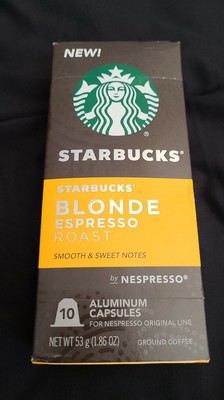 NEW!
STARBUCKS®
STARBUCKS®
BLONDE
ESPRESSO
ROAST
SMOOTH & SWEET NOTES
by NESPRESSO®
10
ALUMINUM
CAPSULES
FOR NESPRESSO ORIGINAL LINE
NET WT 53 g (1.86 OZ)
GROUND COFFEE